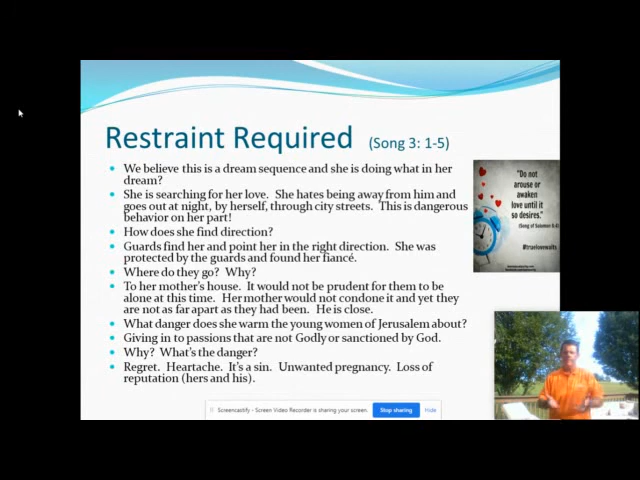 Restraint Required (Song 3: 1-5)
We believe this is a dream sequence and she is doing what in her
dream?
She is searching for her love. She hates being away from him and
goes out at night, by herself, through city streets. This is dangerous
behavior on her part!
How does she find direction?
Guards find her and point her in the right direction. She was
protected by the guards and found her fiancé.
Where do they go? Why?
To her mother's house. It would not be prudent for them to be
alone at this time. Her mother would not condone it and yet they
are not as far apart as they had been. He is close.
What danger does she warm the young women of Jerusalem about?
Giving in to passions that are not Godly or sanctioned by God.
Why? What's the danger?
Regret. Heartache. It's a sin. Unwanted pregnancy. Loss of
reputation (hers and his).
"Do not
arouse or
awaken
love until it
so desires."
(Song of Solomon
#truelovewaits
Screencastify - Screen Video Recorder is sharing your screen.
Stop sharing
Hide